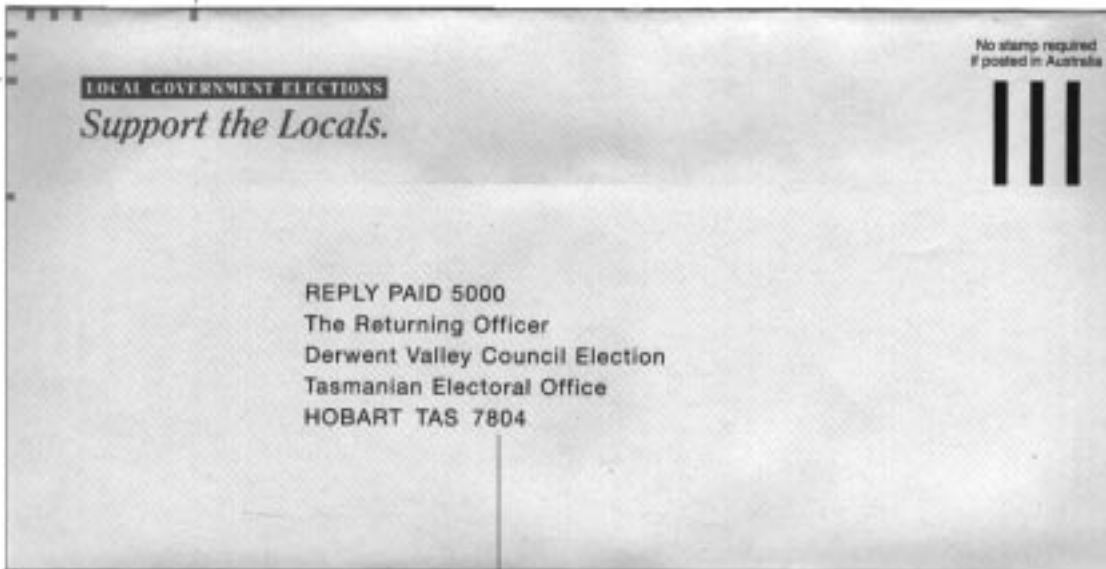 No stamp required
if posted in Australia
LOCAL GOVERNMENT ELECTIONS
Support the Locals.
REPLY PAID 5000
The Returning Officer
Derwent Valley Council Election
Tasmanian Electoral Office
HOBART TAS 7804